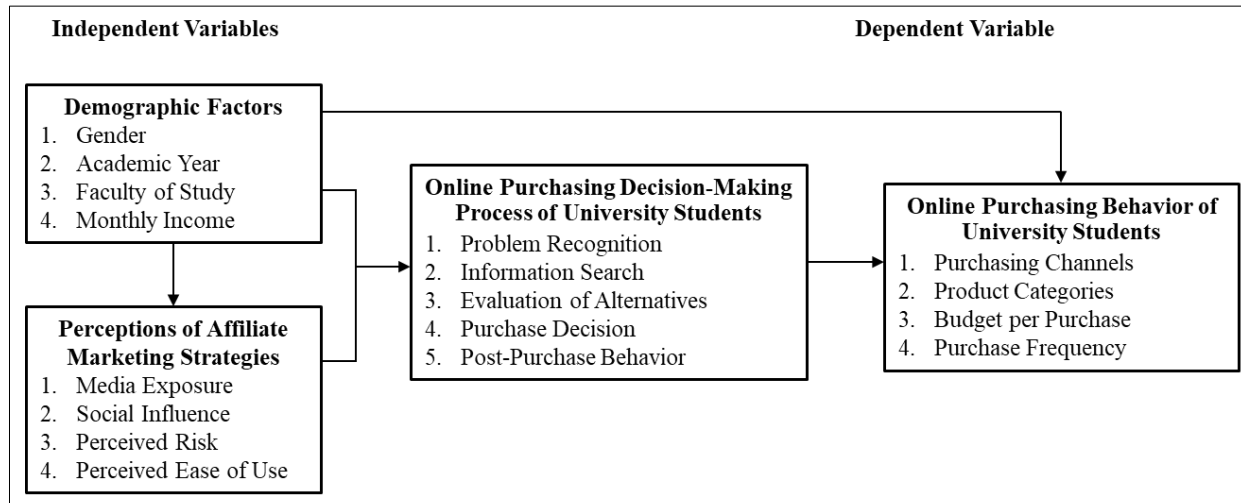 Independent Variables
Dependent Variable
Demographic Factors
1. Gender
2. Academic Year
3. Faculty of Study
4. Monthly Income
Perceptions of Affiliate
Marketing Strategies
1. Media Exposure
2. Social Influence
3. Perceived Risk
4. Perceived Ease of Use
Online Purchasing Decision-Making
Process of University Students
1. Problem Recognition
2. Information Search
3. Evaluation of Alternatives
4. Purchase Decision
5. Post-Purchase Behavior
Online Purchasing Behavior of
University Students
1. Purchasing Channels
2. Product Categories
3. Budget per Purchase
4. Purchase Frequency